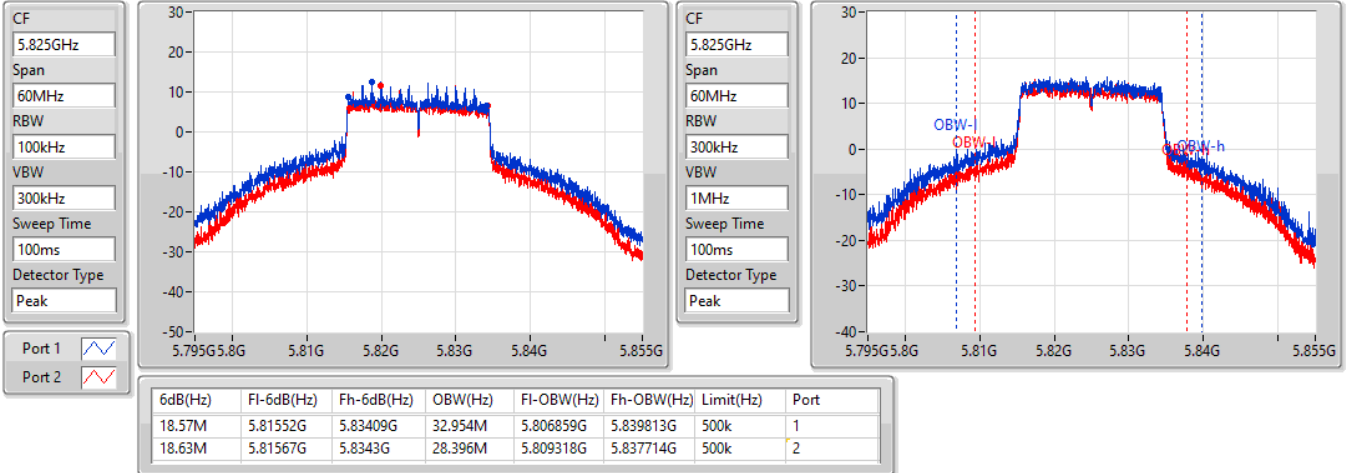 CF
5.825GHz
Span
60MHz
RBW
100kHz
VBW
300kHz
Sweep Time
100ms
Detector Type
Peak
Port 1
Port 2
30
20
10
0
-10
-20
-30
-40
-50
5.795G 5.8G 5.81G 5.82G 5.83G 5.84G 5.855G
CF
5.825GHz
Span
60MHz
RBW
300kHz
VBW
1MHz
Sweep Time
100ms
Detector Type
Peak
30
20
10
0
-10
-20
-30
-40
OBW-l
OBW-l
OBW-h
5.795G 5.8G 5.81G 5.82G 5.83G 5.84G 5.855G
6dB(Hz) Fl-6dB(Hz) Fh-6dB(Hz) OBW(Hz) Fl-OBW(Hz) Fh-OBW(Hz) Limit(Hz) Port
18.57M 5.81552G 5.83409G 32.954M 5.806859G 5.839813G 500k 1
18.63M 5.81567G 5.8343G 28.396M 5.809318G 5.837714G 500k 2